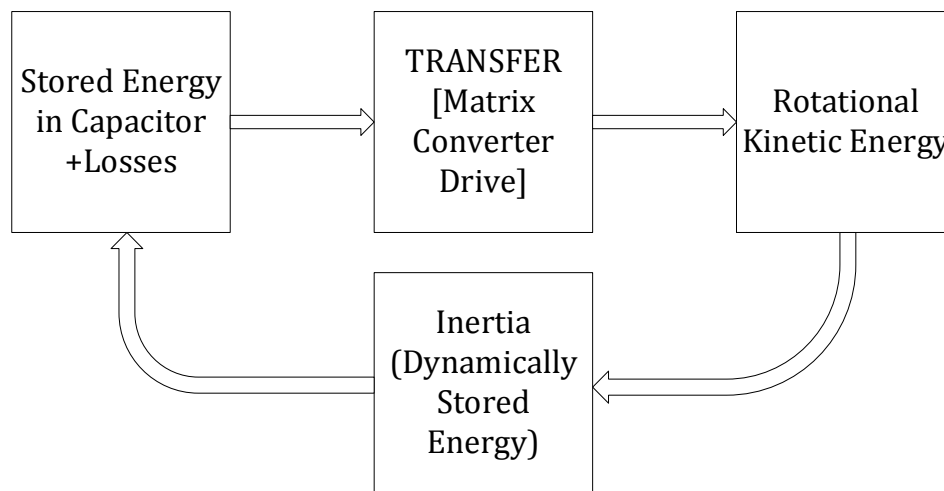 Stored Energy
in Capacitor
+Losses
TRANSFER
[Matrix
Converter
Drive]
Rotational
Kinetic Energy
Inertia
(Dynamically
Stored
Energy)